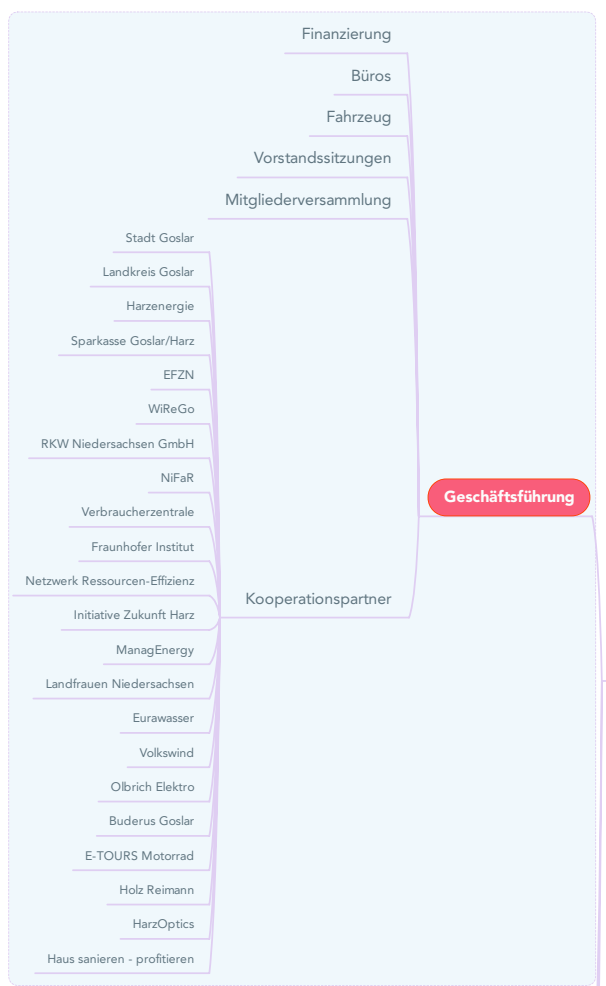 Finanzierung
Büros
Fahrzeug
Vorstandssitzungen
Mitgliederversammlung
Stadt Goslar
Landkreis Goslar
Harzenergie
Sparkasse Goslar/Harz
EFZN
WiReGo
RKW Niedersachsen GmbH
NiFaR
Geschäftsführung
Verbraucherzentrale
Fraunhofer Institut
Netzwerk Ressourcen-Effizienz
Kooperationspartner
Initiative Zukunft Harz
ManagEnergy
Landfrauen Niedersachsen
Eurawasser
Volkswind
Olbrich Elektro
Buderus Goslar
E-TOURS Motorrad
Holz Reimann
HarzOptics
Haus sanieren - profitieren